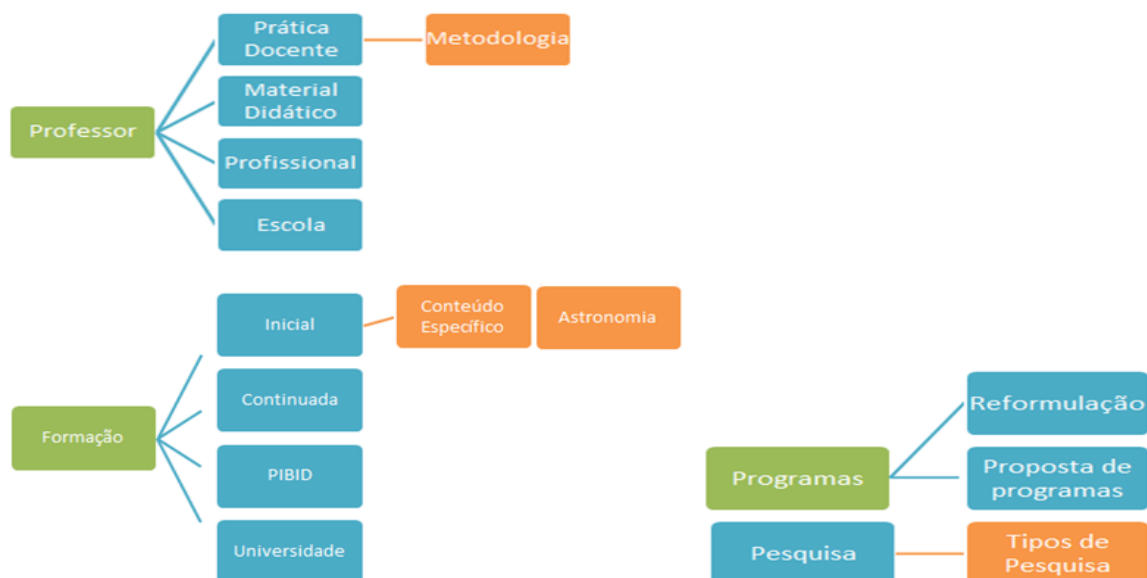 Professor
Prática
Docente
Metodologia
Material
Didático
Profissional
Escola
Formação
Inicial
Conteúdo
Específico
Astronomia
Continuada
PIBID
Universidade
Programas
Reformulação
Proposta de
programas
Pesquisa
Tipos de
Pesquisa